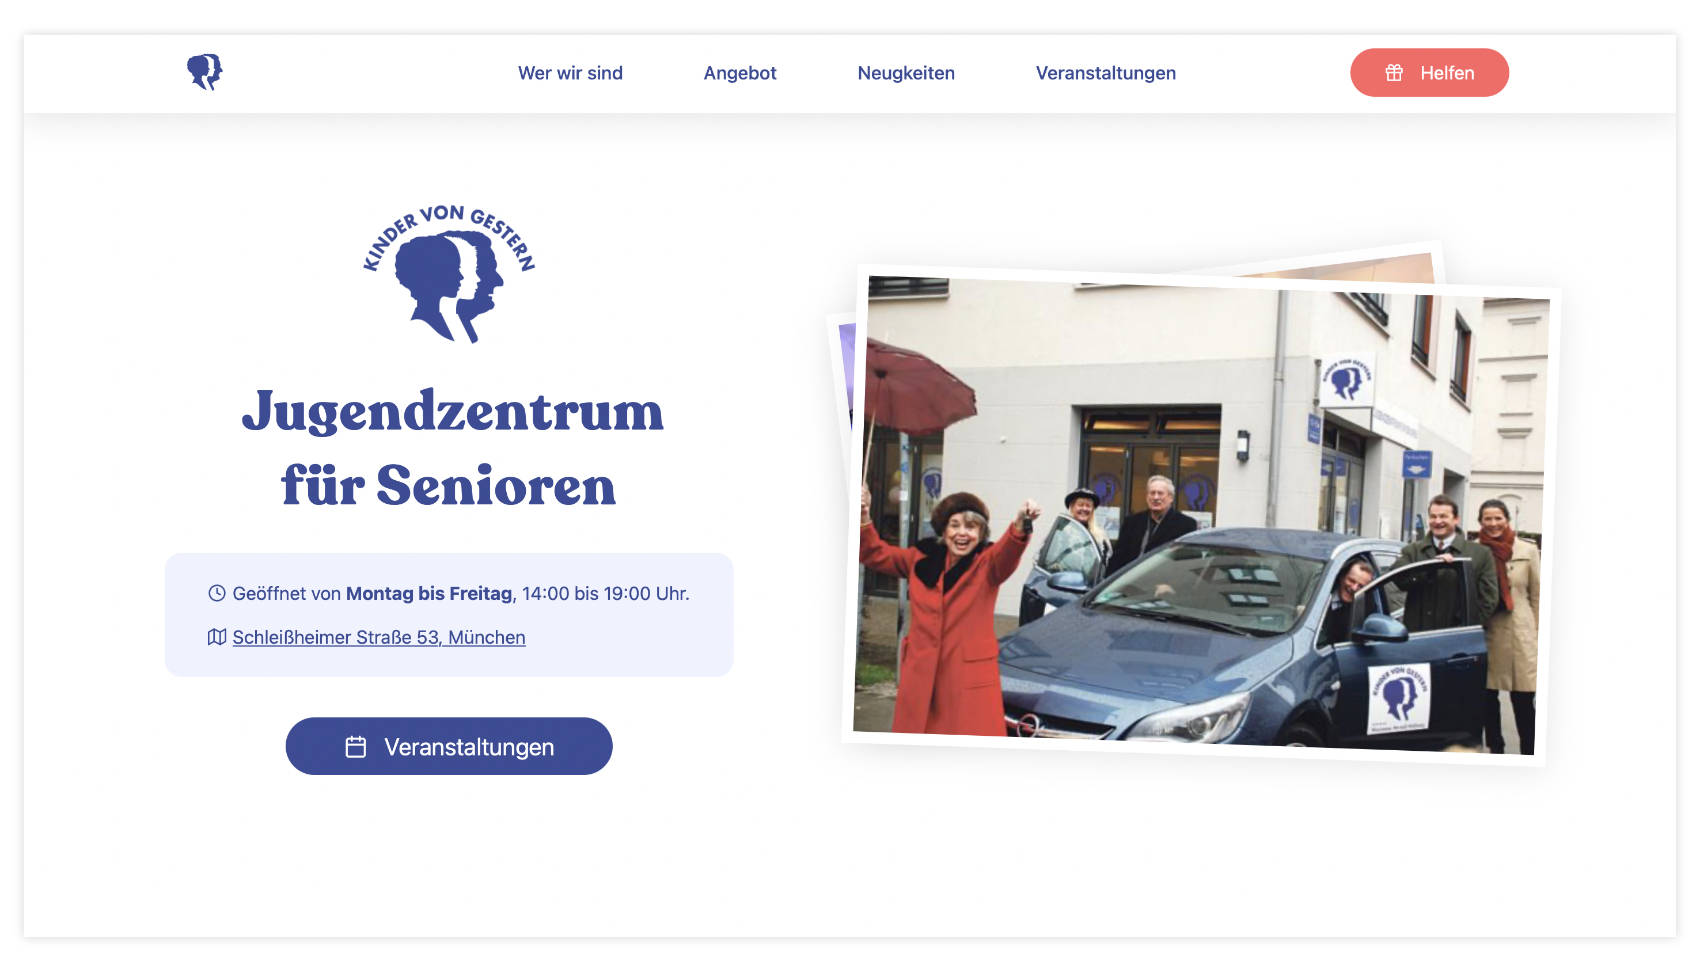 Wer wir sind
Angebot
Neugkeiten
Veranstaltungen
Helfen
KINDER VON GESTERN
Jugendzentrum
für Senioren
Geöffnet von Montag bis Freitag, 14:00 bis 19:00 Uhr.
Schleißheimer Straße 53, München
Veranstaltungen
KINDER VON GESTERN
KINDER VON GESTERN